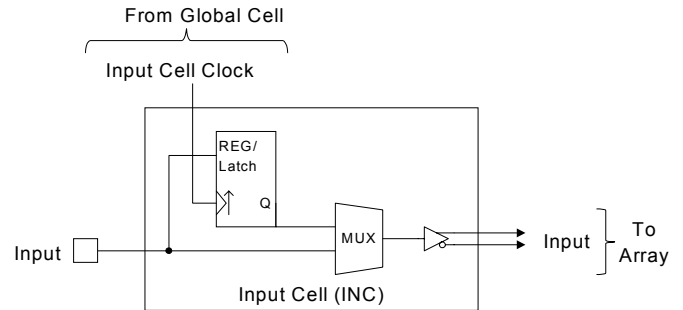 From Global Cell
Input Cell Clock
REG/
Latch
Q
MUX
Input
Input
To
Array
Input Cell (INC)